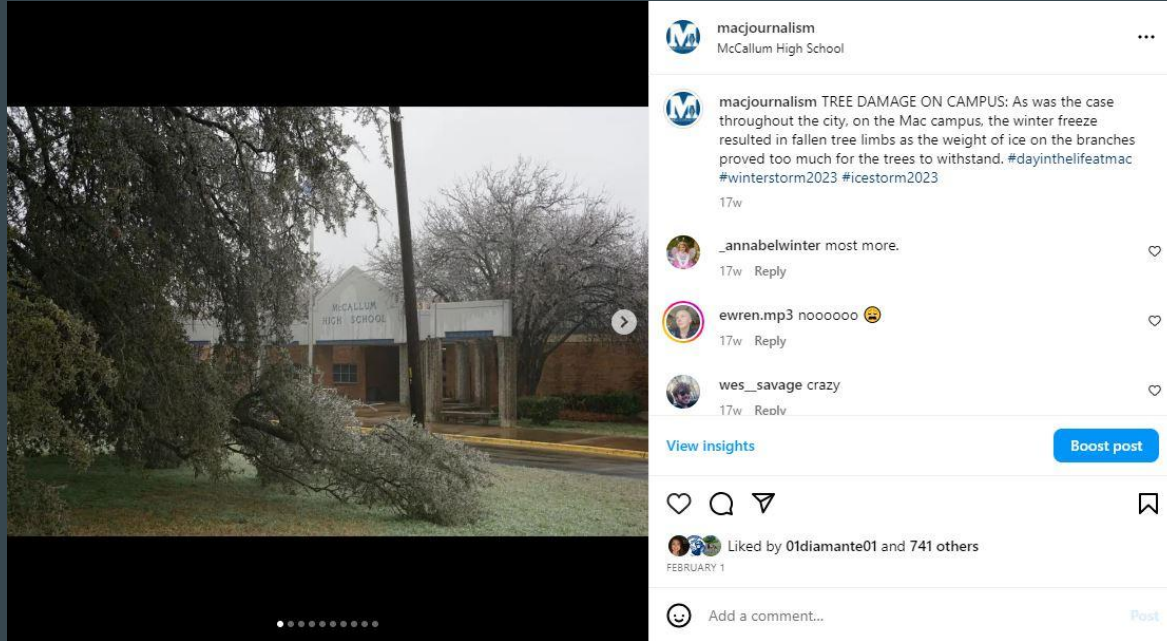 McCALLUM
HIGH SCHOOL
macjournalism
McCallum High School
macjournalism TREE DAMAGE ON CAMPUS: As was the case
throughout the city, on the Mac campus, the winter freeze
resulted in fallen tree limbs as the weight of ice on the branches
proved too much for the trees to withstand. #dayinthelifeatmac
#winterstorm2023 #icestorm2023
17w
_annabelwinter most more.
17w Reply
ewren.mp3 noooooo 😩
17w Reply
wes__savage crazy
17w Reply
View insights
Boost post
Liked by 01diamante01 and 741 others
FEBRUARY 1
Add a comment...
Post